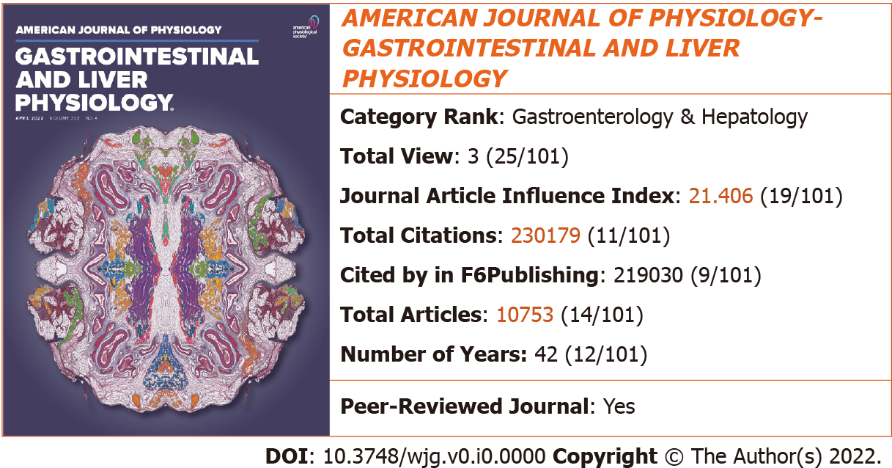 AMERICAN JOURNAL OF PHYSIOLOGY
GASTROINTESTINAL
AND LIVER
PHYSIOLOGY®
APRIL 2022 VOLUME 322 NO.4
american
physiological
society
AMERICAN JOURNAL OF PHYSIOLOGY-
GASTROINTESTINAL AND LIVER
PHYSIOLOGY
Category Rank: Gastroenterology & Hepatology
Total View: 3 (25/101)
Journal Article Influence Index: 21.406 (19/101)
Total Citations: 230179 (11/101)
Cited by in F6Publishing: 219030 (9/101)
Total Articles: 10753 (14/101)
Number of Years: 42 (12/101)
Peer-Reviewed Journal: Yes
DOI: 10.3748/wjg.v0.i0.0000 Copyright © The Author(s) 2022.